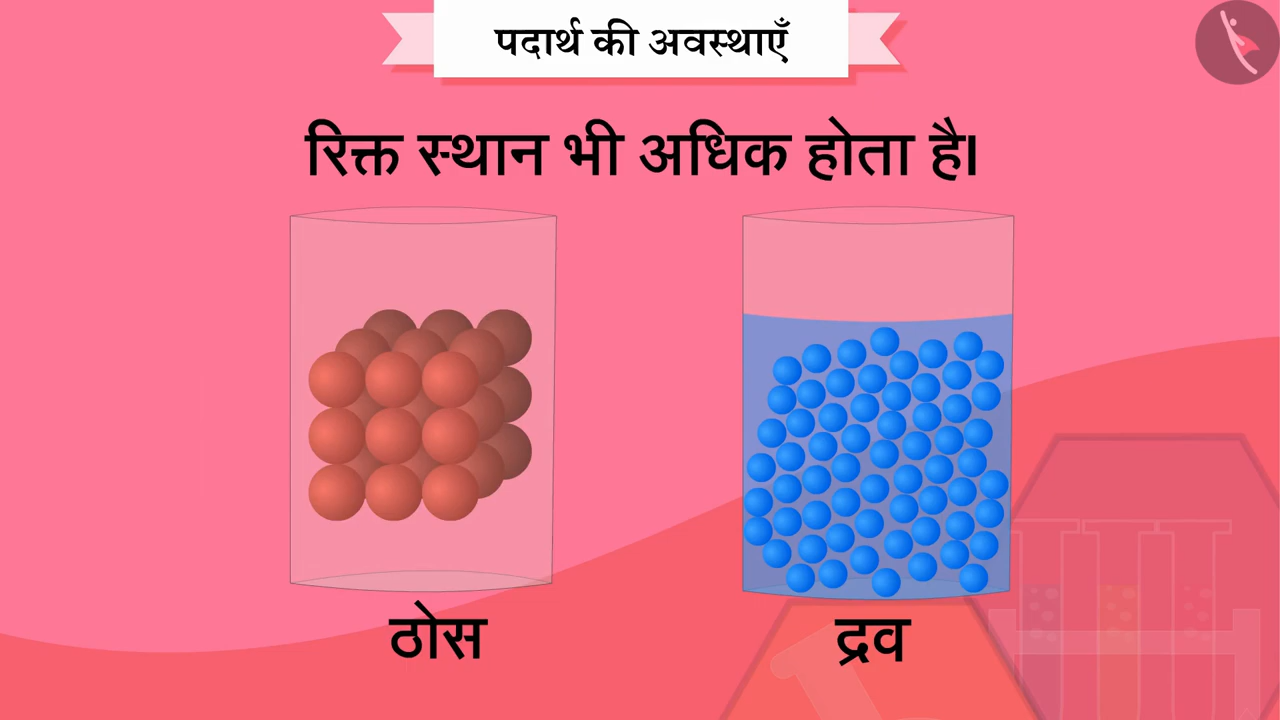 पदार्थ की अवस्थाएँ
रिक्त स्थान भी अधिक होता है।
ठोस
द्रव